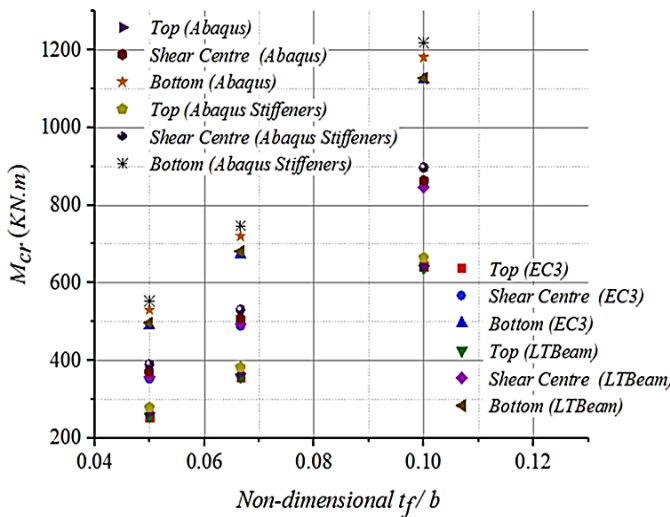 Top (Abaqus)
Shear Centre (Abaqus)
Bottom (Abaqus)
Top (Abaqus Stiffeners)
Shear Centre (Abaqus Stiffeners)
Bottom (Abaqus Stiffeners)
1200
1000
800
600
400
200
M_cr (KN.m)
Top (EC3)
Shear Centre (EC3)
Bottom (EC3)
Top (LTBeam)
Shear Centre (LTBeam)
Bottom (LTBeam)
0.04 0.06 0.08 0.10 0.12
Non-dimensional t_f / b